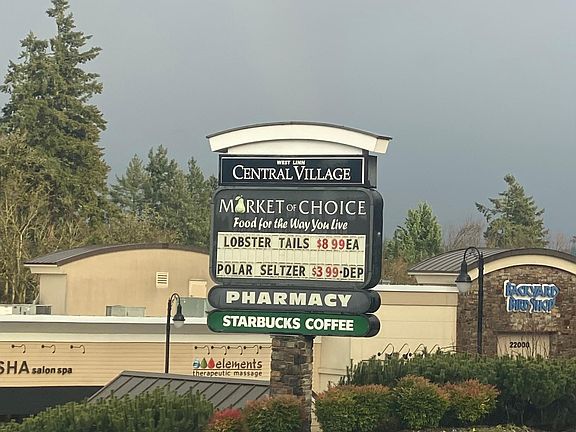 WEST LINN
CENTRAL VILLAGE
MARKET OF CHOICE
Food for the Way You Live
LOBSTER TAILS $8 99EA
POLAR SELTZER $3 99+DEP
PHARMACY
STARBUCKS COFFEE
BACKYARD
BIRD SHOP
22000
SHA salon spa
elements
therapeutic massage